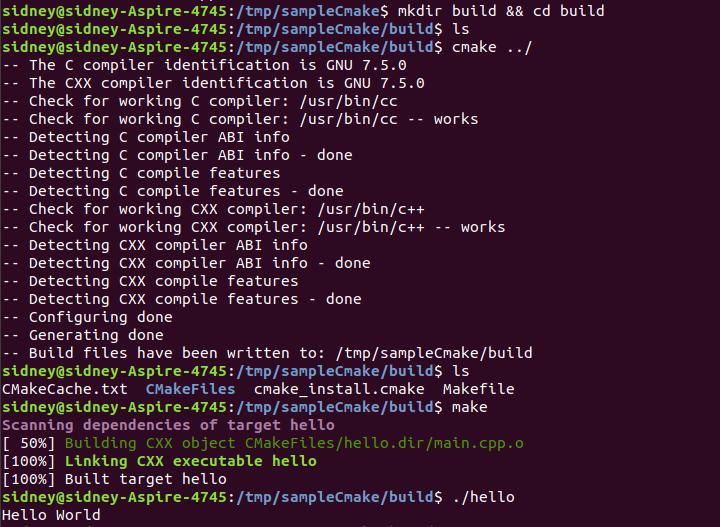 sidney@sidney-Aspire-4745:/tmp/sampleCmake$ mkdir build && cd build
sidney@sidney-Aspire-4745:/tmp/sampleCmake/build$ ls
sidney@sidney-Aspire-4745:/tmp/sampleCmake/build$ cmake ../
-- The C compiler identification is GNU 7.5.0
-- The CXX compiler identification is GNU 7.5.0
-- Check for working C compiler: /usr/bin/cc
-- Check for working C compiler: /usr/bin/cc -- works
-- Detecting C compiler ABI info
-- Detecting C compiler ABI info - done
-- Detecting C compile features
-- Detecting C compile features - done
-- Check for working CXX compiler: /usr/bin/c++
-- Check for working CXX compiler: /usr/bin/c++ -- works
-- Detecting CXX compiler ABI info
-- Detecting CXX compiler ABI info - done
-- Detecting CXX compile features
-- Detecting CXX compile features - done
-- Configuring done
-- Generating done
-- Build files have been written to: /tmp/sampleCmake/build
sidney@sidney-Aspire-4745:/tmp/sampleCmake/build$ ls
CMakeCache.txt  CMakeFiles  cmake_install.cmake  Makefile
sidney@sidney-Aspire-4745:/tmp/sampleCmake/build$ make
Scanning dependencies of target hello
[ 50%] Building CXX object CMakeFiles/hello.dir/main.cpp.o
[100%] Linking CXX executable hello
[100%] Built target hello
sidney@sidney-Aspire-4745:/tmp/sampleCmake/build$ ./hello
Hello World